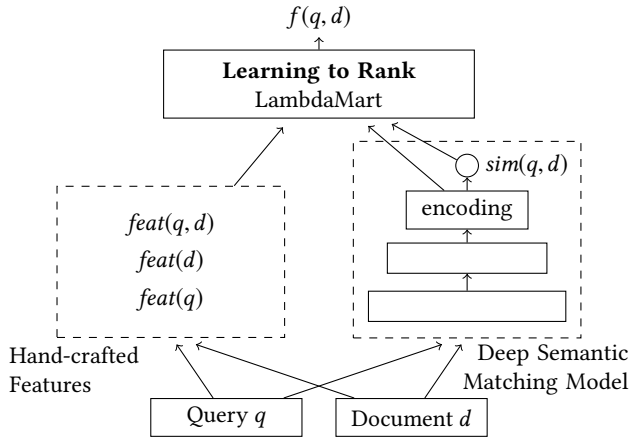 f(q, d)
Learning to Rank
LambdaMart
sim(q, d)
encoding
feat(q, d)
feat(d)
feat(q)
Hand-crafted
Features
Deep Semantic
Matching Model
Query q
Document d